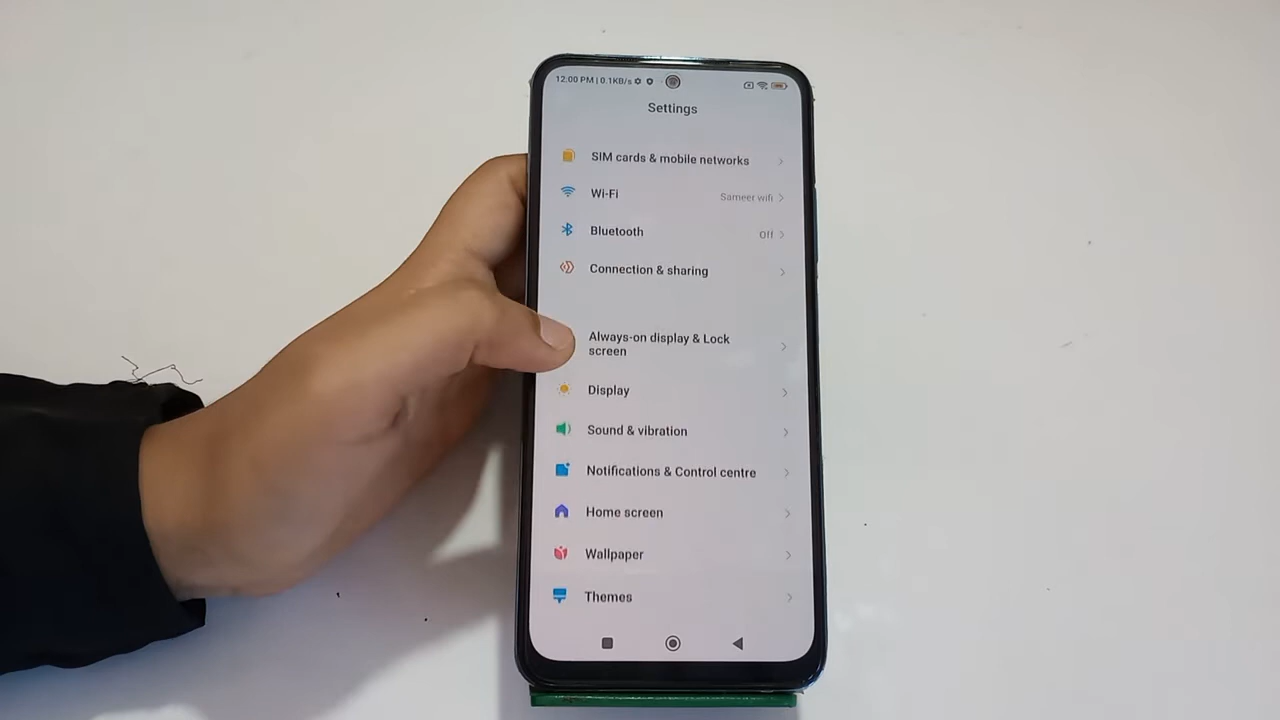 12:00 PM | 0.1KB/s
Settings
SIM cards & mobile networks
Wi-Fi
Sameer wifi
Bluetooth
Off
Connection & sharing
Always-on display & Lock
screen
Display
Sound & vibration
Notifications & Control centre
Home screen
Wallpaper
Themes